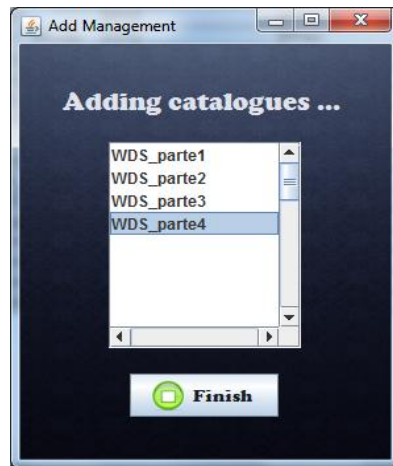 Add Management
Adding catalogues ...
WDS_parte1
WDS_parte2
WDS_parte3
WDS_parte4
Finish